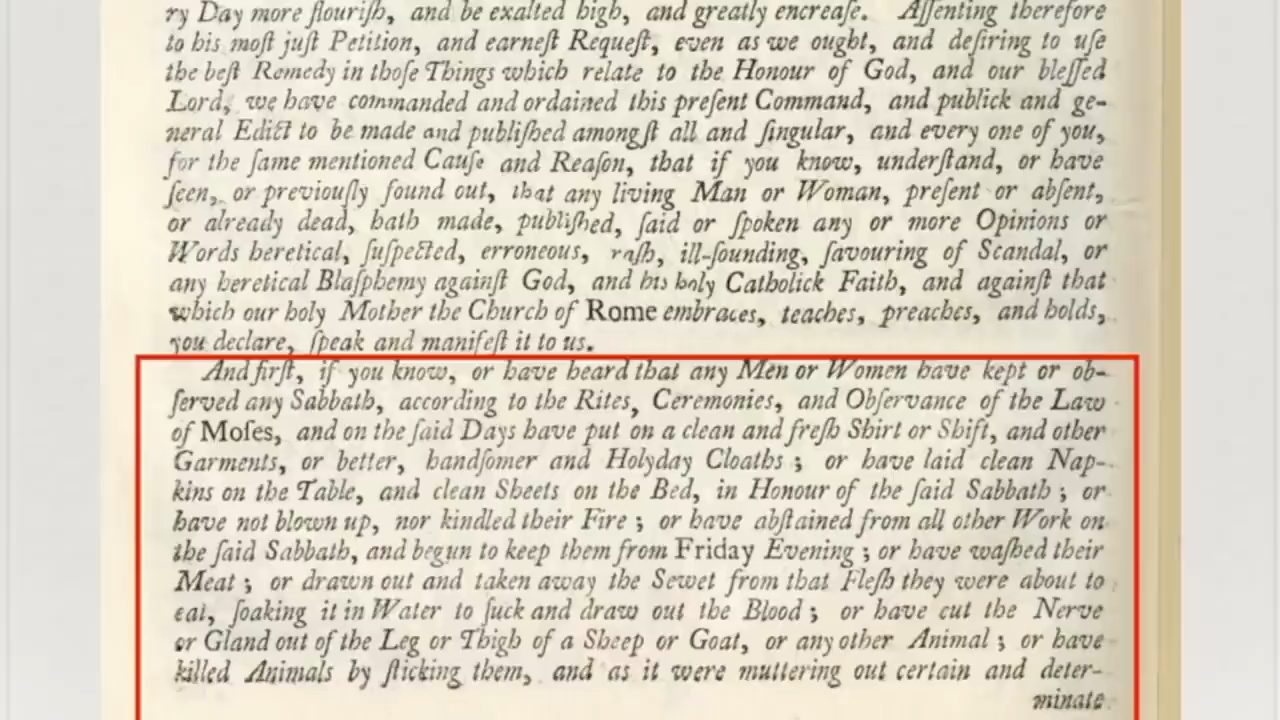 ry Day more flouriſh, and be exalted high, and greatly encreaſe. Aſſenting therefore
to his moſt juſt Petition, and earneſt Requeſt, even as we ought, and deſiring to uſe
the beſt Remedy in thoſe Things which relate to the Honour of God, and our bleſſed
Lord, we have commanded and ordained this preſent Command, and publick and ge-
neral Edict to be made and publiſhed amongſt all and ſingular, and every one of you,
for the ſame mentioned Cauſe and Reaſon, that if you know, underſtand, or have
ſeen, or previouſly found out, that any living Man or Woman, preſent or abſent,
or already dead, hath made, publiſhed, ſaid or ſpoken any or more Opinions or
Words heretical, ſuſpected, erroneous, raſh, ill-ſounding, ſavouring of Scandal, or
any heretical Blaſphemy againſt God, and his holy Catholick Faith, and againſt that
which our holy Mother the Church of Rome embraces, teaches, preaches, and holds,
you declare, ſpeak and manifeſt it to us.
And firſt, if you know, or have heard that any Men or Women have kept or ob-
ſerved any Sabbath, according to the Rites, Ceremonies, and Obſervance of the Law
of Moſes, and on the ſaid Days have put on a clean and freſh Shirt or Shift, and other
Garments, or better, handſomer and Holyday Cloaths ; or have laid clean Nap-
kins on the Table, and clean Sheets on the Bed, in Honour of the ſaid Sabbath ; or
have not blown up, nor kindled their Fire ; or have abſtained from all other Work on
the ſaid Sabbath, and begun to keep them from Friday Evening ; or have waſhed their
Meat ; or drawn out and taken away the Sewet from that Fleſh they were about to
eat, ſoaking it in Water to ſuck and draw out the Blood ; or have cut the Nerve
or Gland out of the Leg or Thigh of a Sheep or Goat, or any other Animal ; or have
killed Animals by ſticking them, and as it were muttering out certain and deter-
minate